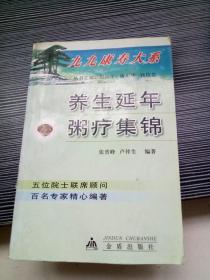 九九康寿大系
养生延年
粥疗集锦
张胥峰 卢祥生 编著
五位院士联席顾问
百名专家精心编著
JINDUN CHUBANSHE
金盾出版社